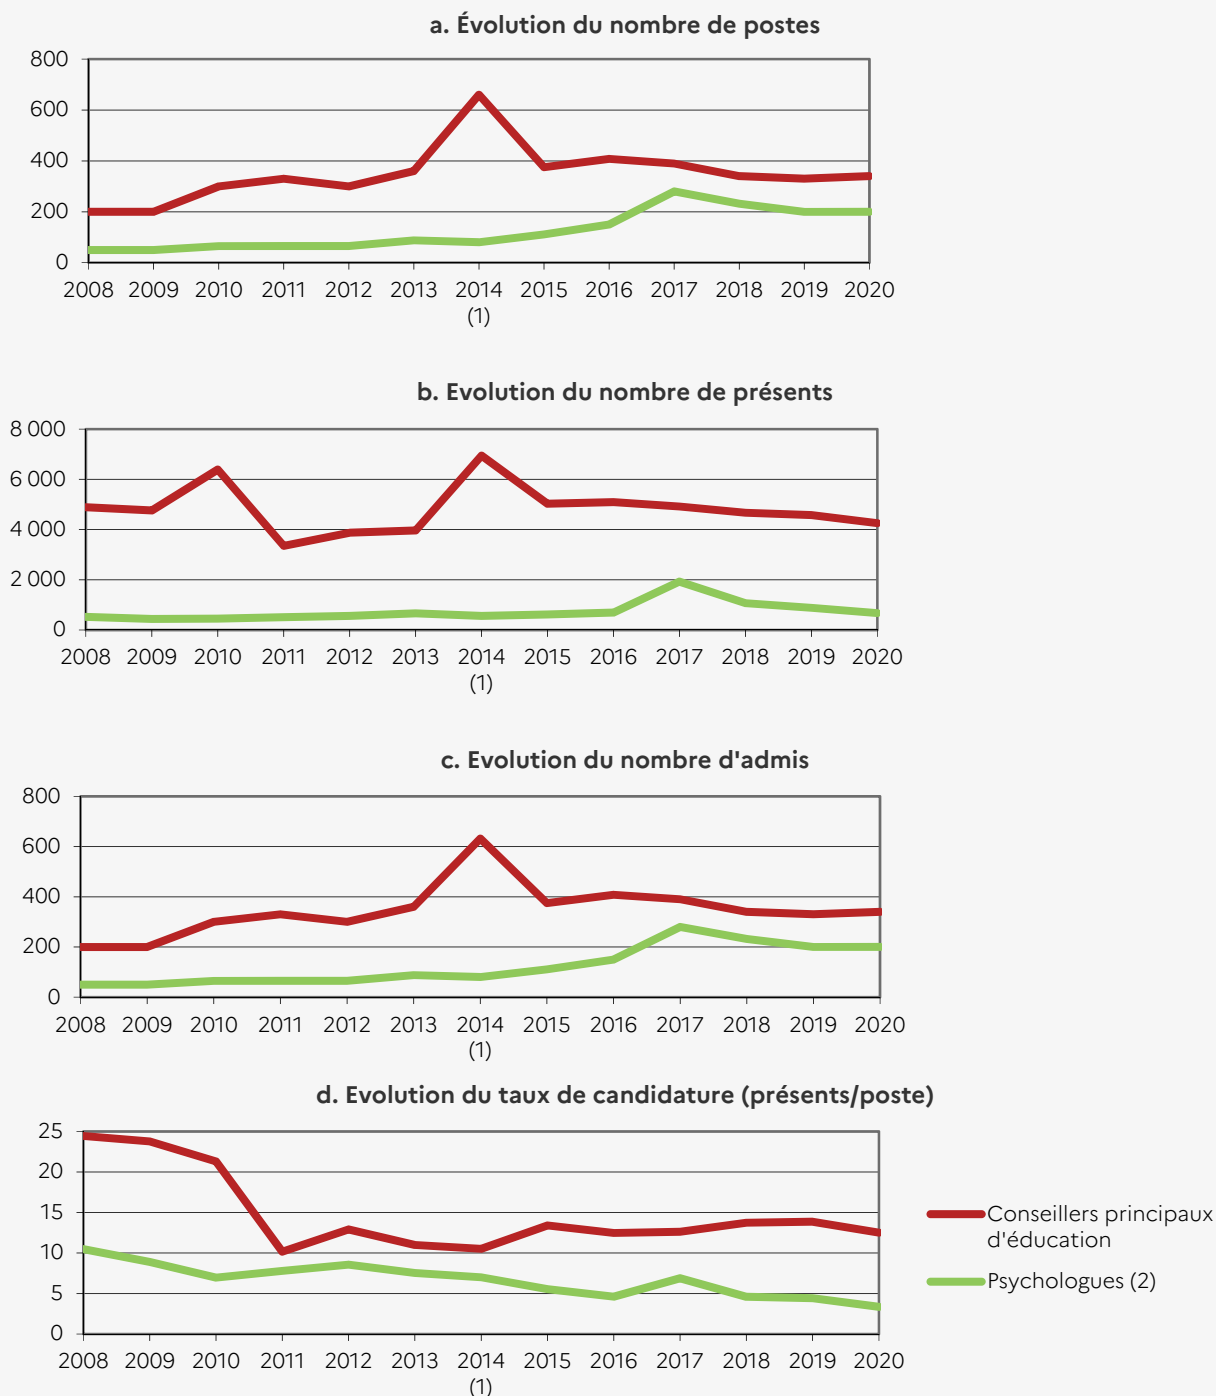 a. Évolution du nombre de postes
800
600
400
200
0
2008 2009 2010 2011 2012 2013 2014 2015 2016 2017 2018 2019 2020
(1)
b. Evolution du nombre de présents
8 000
6 000
4 000
2 000
0
2008 2009 2010 2011 2012 2013 2014 2015 2016 2017 2018 2019 2020
(1)
c. Evolution du nombre d'admis
800
600
400
200
0
2008 2009 2010 2011 2012 2013 2014 2015 2016 2017 2018 2019 2020
(1)
d. Evolution du taux de candidature (présents/poste)
25
20
15
10
5
0
2008 2009 2010 2011 2012 2013 2014 2015 2016 2017 2018 2019 2020
(1)
Conseillers principaux
d'éducation
Psychologues (2)